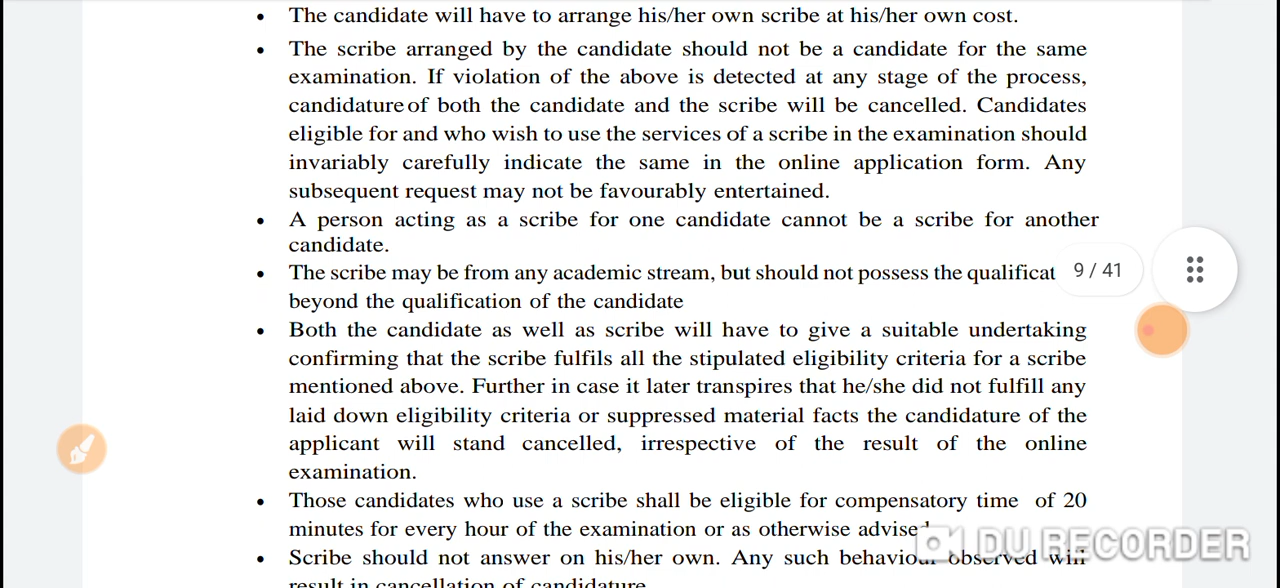 • The candidate will have to arrange his/her own scribe at his/her own cost.
• The scribe arranged by the candidate should not be a candidate for the same
examination. If violation of the above is detected at any stage of the process,
candidature of both the candidate and the scribe will be cancelled. Candidates
eligible for and who wish to use the services of a scribe in the examination should
invariably carefully indicate the same in the online application form. Any
subsequent request may not be favourably entertained.
• A person acting as a scribe for one candidate cannot be a scribe for another
candidate.
• The scribe may be from any academic stream, but should not possess the qualificat
9 / 41
beyond the qualification of the candidate
• Both the candidate as well as scribe will have to give a suitable undertaking
confirming that the scribe fulfils all the stipulated eligibility criteria for a scribe
mentioned above. Further in case it later transpires that he/she did not fulfill any
laid down eligibility criteria or suppressed material facts the candidature of the
applicant will stand cancelled, irrespective of the result of the online
examination.
• Those candidates who use a scribe shall be eligible for compensatory time of 20
minutes for every hour of the examination or as otherwise advised
DU RECORDER
• Scribe should not answer on his/her own. Any such behaviour observed will
result in cancellation of candidature